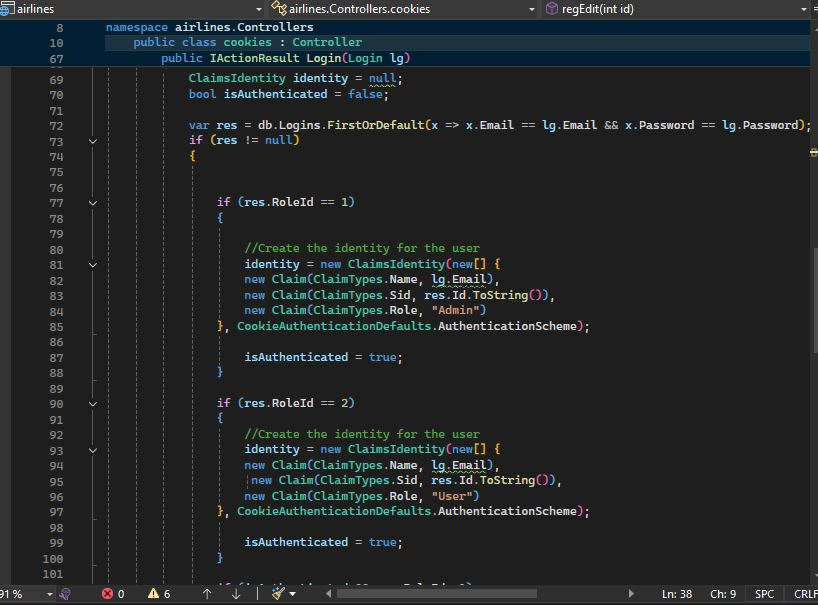 airlines airlines.Controllers.cookies regEdit(int id)
8 namespace airlines.Controllers
10 public class cookies : Controller
67 public IActionResult Login(Login lg)
69 ClaimsIdentity identity = null;
70 bool isAuthenticated = false;
71
72 var res = db.Logins.FirstOrDefault(x => x.Email == lg.Email && x.Password == lg.Password);
73 if (res != null)
74 {
75
76
77 if (res.RoleId == 1)
78 {
79
80 //Create the identity for the user
81 identity = new ClaimsIdentity(new[] {
82 new Claim(ClaimTypes.Name, lg.Email),
83 new Claim(ClaimTypes.Sid, res.Id.ToString()),
84 new Claim(ClaimTypes.Role, "Admin")
85 }, CookieAuthenticationDefaults.AuthenticationScheme);
86
87 isAuthenticated = true;
88 }
89
90 if (res.RoleId == 2)
91 {
92 //Create the identity for the user
93 identity = new ClaimsIdentity(new[] {
94 new Claim(ClaimTypes.Name, lg.Email),
95 new Claim(ClaimTypes.Sid, res.Id.ToString()),
96 new Claim(ClaimTypes.Role, "User")
97 }, CookieAuthenticationDefaults.AuthenticationScheme);
98
99 isAuthenticated = true;
100 }
101
91 % 0 6 Ln: 38 Ch: 9 SPC CRLF